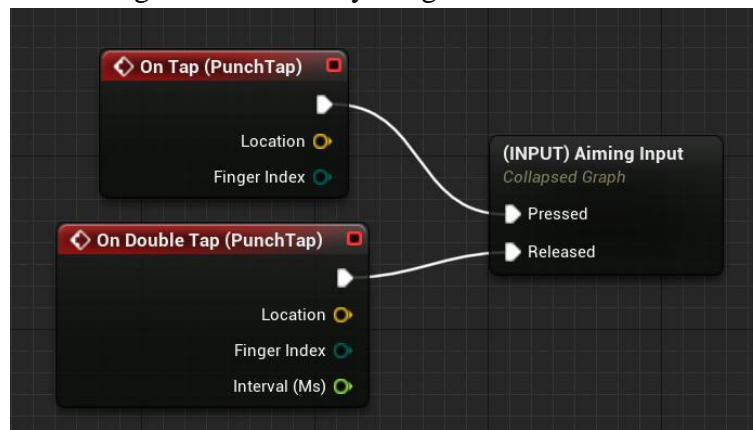 On Tap (PunchTap)
Location
Finger Index
(INPUT) Aiming Input
Collapsed Graph
Pressed
Released
On Double Tap (PunchTap)
Location
Finger Index
Interval (Ms)